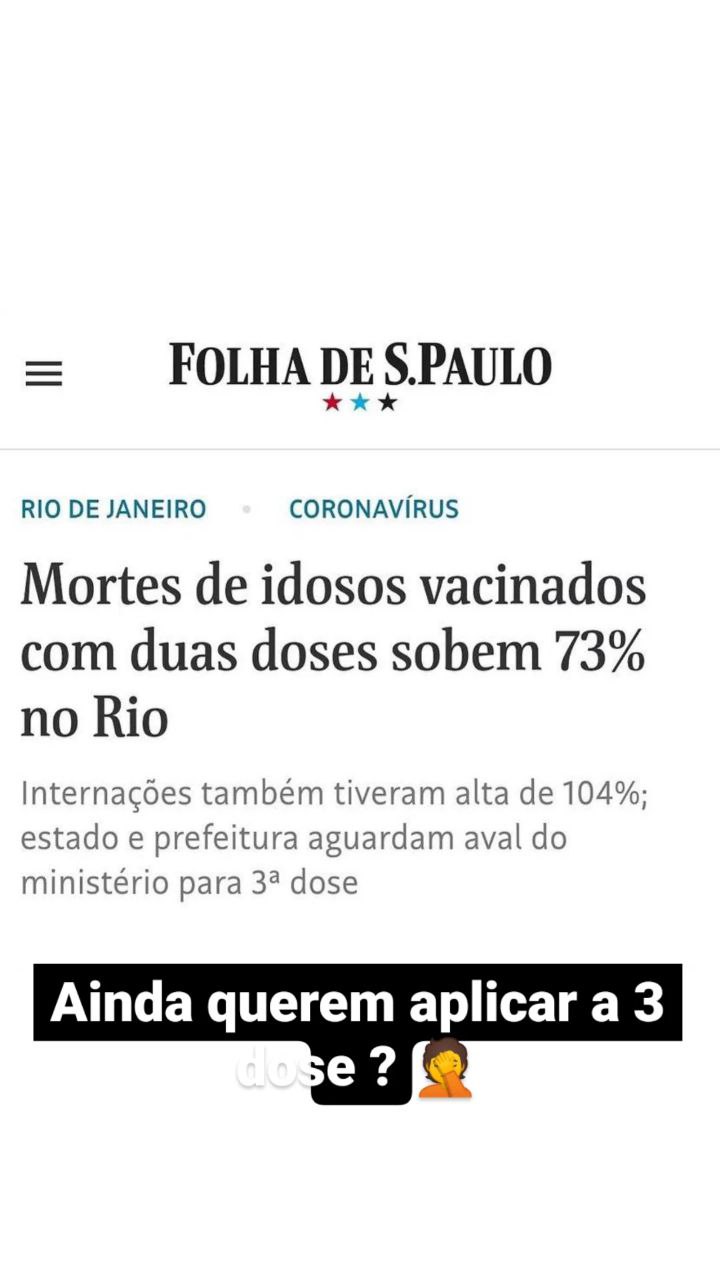 FOLHA DE S.PAULO
RIO DE JANEIRO • CORONAVÍRUS
Mortes de idosos vacinados
com duas doses sobem 73%
no Rio
Internações também tiveram alta de 104%;
estado e prefeitura aguardam aval do
ministério para 3ª dose
Ainda querem aplicar a 3
dose ? 🤦